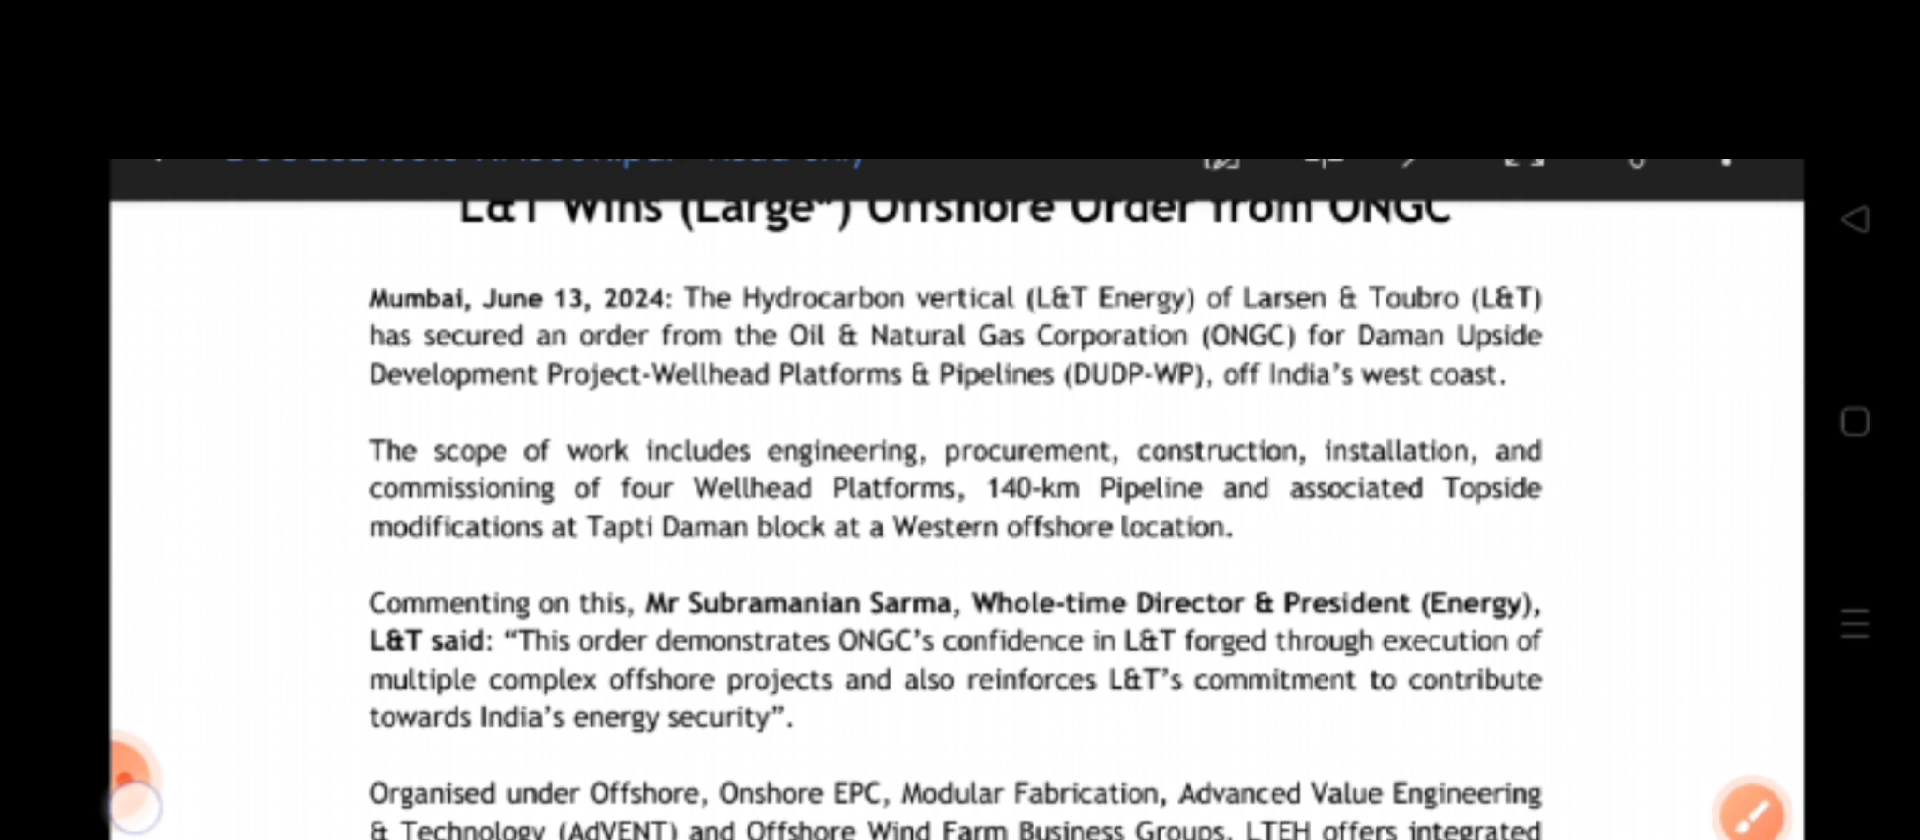 L&T Wins (Large*) Offshore Order from ONGC
Mumbai, June 13, 2024: The Hydrocarbon vertical (L&T Energy) of Larsen & Toubro (L&T)
has secured an order from the Oil & Natural Gas Corporation (ONGC) for Daman Upside
Development Project-Wellhead Platforms & Pipelines (DUDP-WP), off India’s west coast.
The scope of work includes engineering, procurement, construction, installation, and
commissioning of four Wellhead Platforms, 140-km Pipeline and associated Topside
modifications at Tapti Daman block at a Western offshore location.
Commenting on this, Mr Subramanian Sarma, Whole-time Director & President (Energy),
L&T said: “This order demonstrates ONGC’s confidence in L&T forged through execution of
multiple complex offshore projects and also reinforces L&T’s commitment to contribute
towards India’s energy security”.
Organised under Offshore, Onshore EPC, Modular Fabrication, Advanced Value Engineering
& Technology (AdVENT) and Offshore Wind Farm Business Groups, LTEH offers integrated